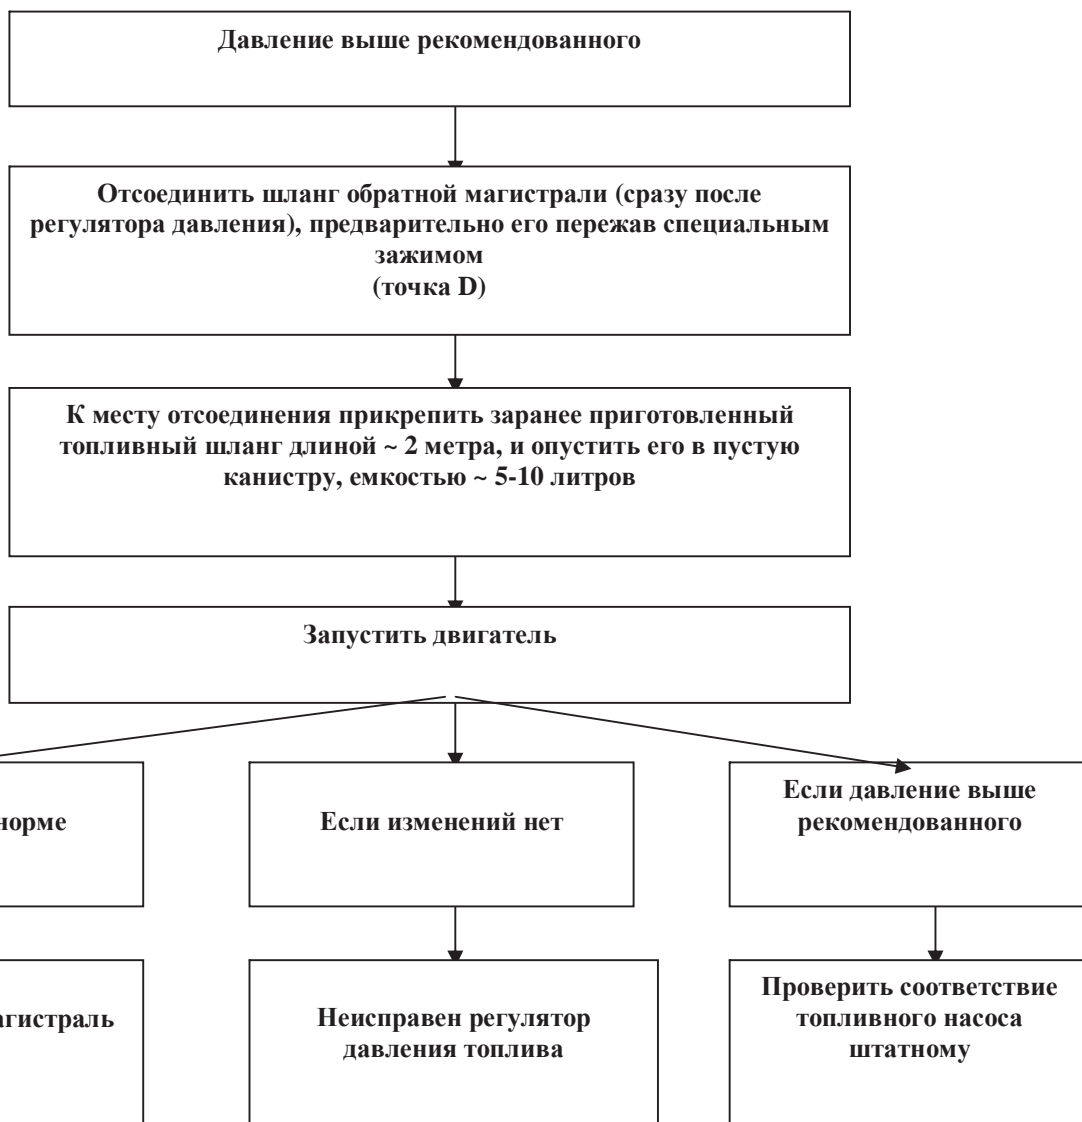 Давление выше рекомендованного
Отсоединить шланг обратной магистрали (сразу после
регулятора давления), предварительно его пережав специальным
зажимом
(точка D)
К месту отсоединения прикрепить заранее приготовленный
топливный шланг длиной ~ 2 метра, и опустить его в пустую
канистру, емкостью ~ 5-10 литров
Запустить двигатель
норме
Если изменений нет
Если давление выше
рекомендованного
агистраль
Неисправен регулятор
давления топлива
Проверить соответствие
топливного насоса
штатному